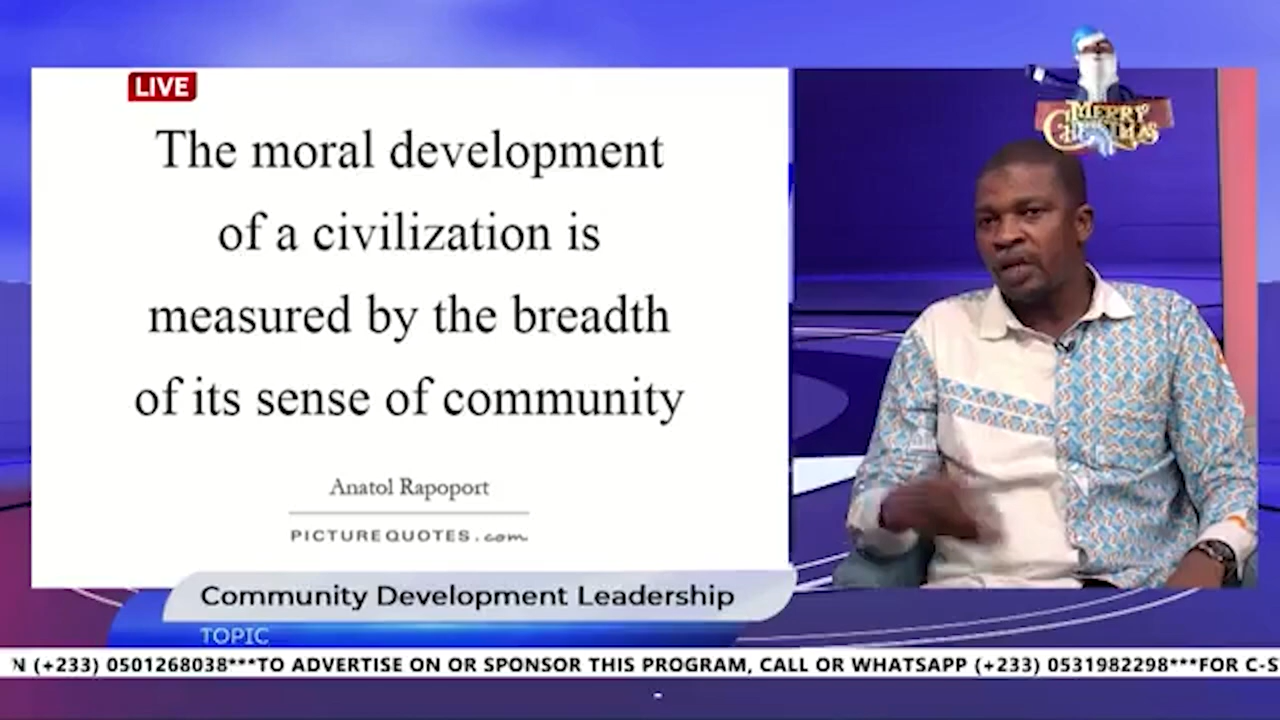 LIVE
The moral development
of a civilization is
measured by the breadth
of its sense of community
Anatol Rapoport
PICTUREQUOTES.com
MERRY
CHRISTMAS
Community Development Leadership
TOPIC
N (+233) 0501268038***TO ADVERTISE ON OR SPONSOR THIS PROGRAM, CALL OR WHATSAPP (+233) 0531982298***FOR C-S
-